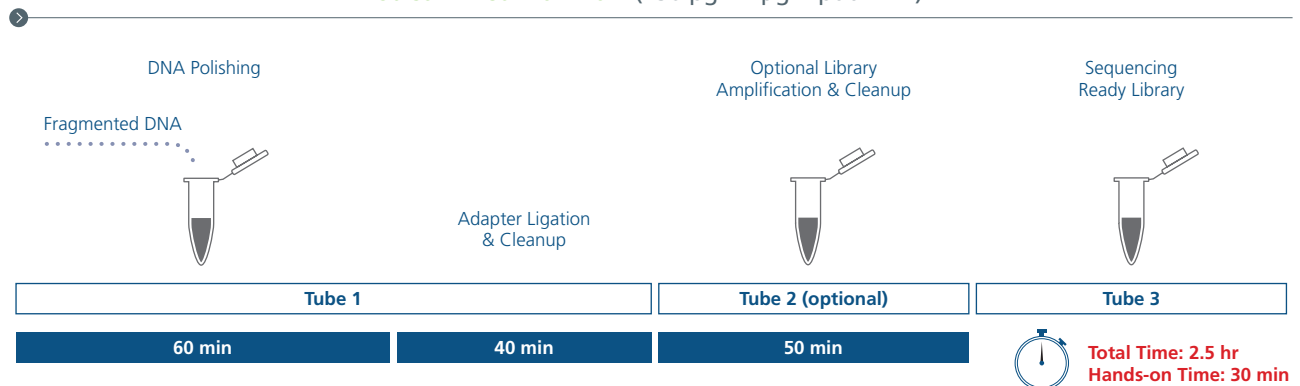 DNA Polishing
Optional Library
Amplification & Cleanup
Sequencing
Ready Library
Fragmented DNA
Adapter Ligation
& Cleanup
Tube 1
Tube 2 (optional)
Tube 3
60 min
40 min
50 min
Total Time: 2.5 hr
Hands-on Time: 30 min